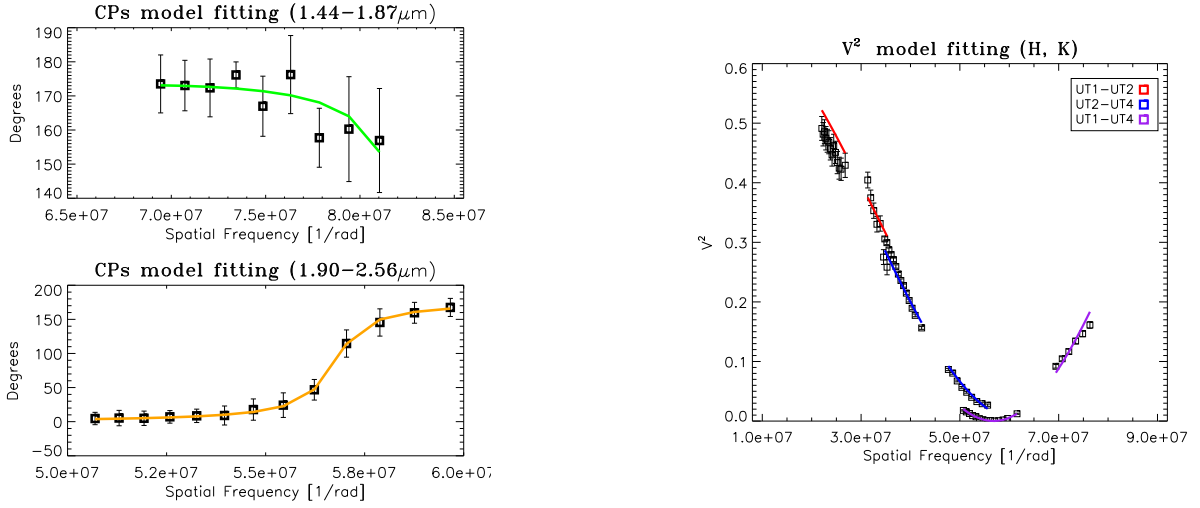 CPs model fitting (1.44−1.87μm)
190
180
170
160
150
140
Degrees
6.5e+07 7.0e+07 7.5e+07 8.0e+07 8.5e+07
Spatial Frequency [1/rad]
CPs model fitting (1.90−2.56μm)
200
150
100
50
0
−50
Degrees
5.0e+07 5.2e+07 5.5e+07 5.8e+07 6.0e+07
Spatial Frequency [1/rad]
V² model fitting (H, K)
0.6
0.5
0.4
0.3
0.2
0.1
0.0
V²
UT1−UT2
UT2−UT4
UT1−UT4
1.0e+07 3.0e+07 5.0e+07 7.0e+07 9.0e+07
Spatial Frequency [1/rad]